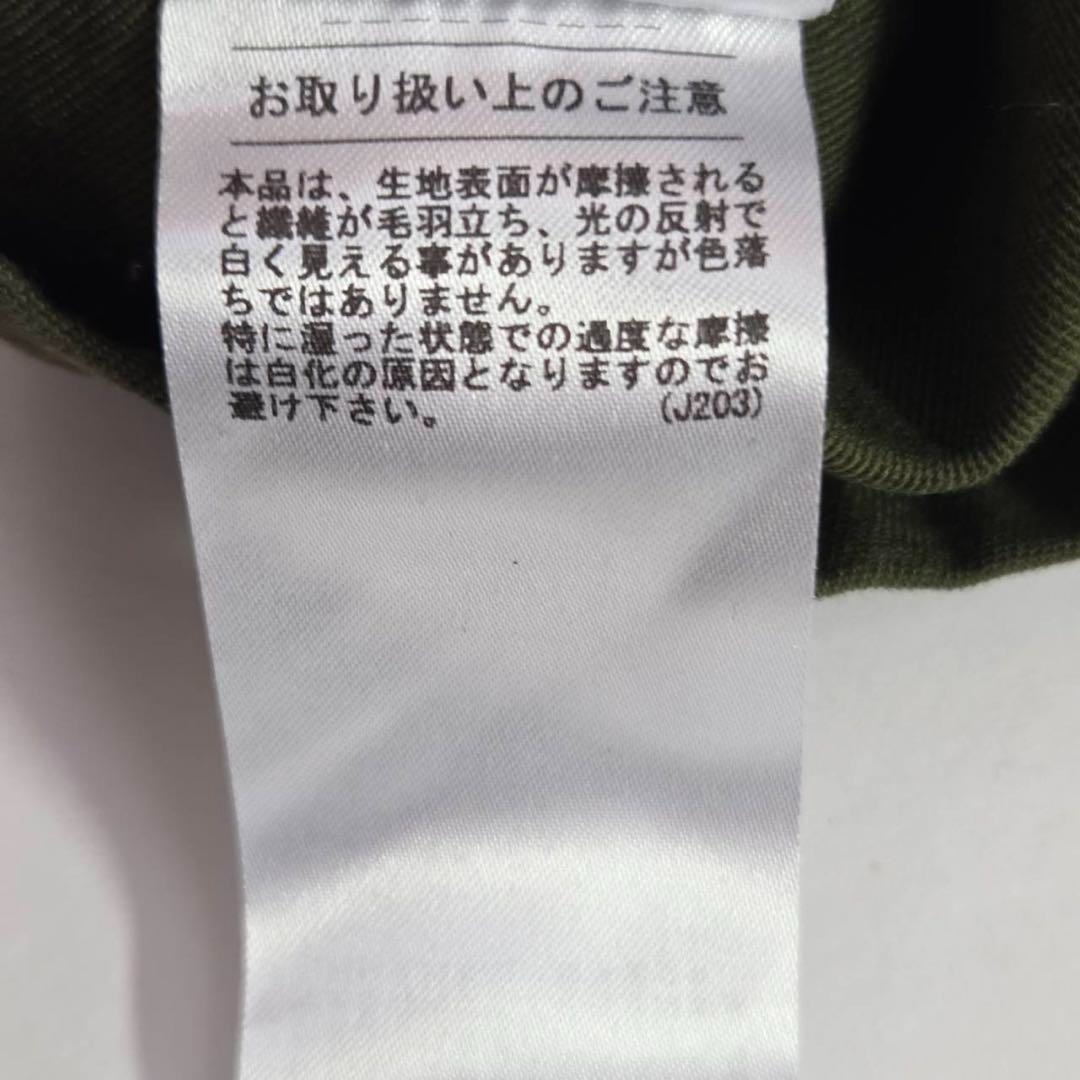 お取り扱い上のご注意
本品は、生地表面が摩擦される
と繊維が毛羽立ち、光の反射で
白く見える事がありますが色落
ちではありません。
特に湿った状態での過度な摩擦
は白化の原因となりますのでお
避け下さい。 (J203)